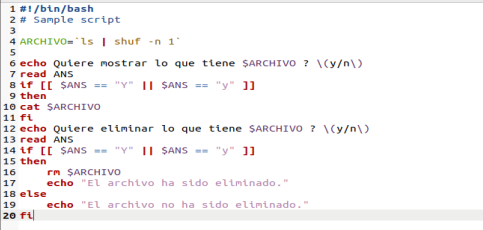 1 #!/bin/bash
2 # Sample script
3
4 ARCHIVO=`ls | shuf -n 1`
5
6 echo Quiere mostrar lo que tiene $ARCHIVO ? \(y/n\)
7 read ANS
8 if [[ $ANS == "Y" || $ANS == "y" ]]
9 then
10 cat $ARCHIVO
11 fi
12 echo Quiere eliminar lo que tiene $ARCHIVO ? \(y/n\)
13 read ANS
14 if [[ $ANS == "Y" || $ANS == "y" ]]
15 then
16     rm $ARCHIVO
17     echo "El archivo ha sido eliminado."
18 else
19     echo "El archivo no ha sido eliminado."
20 fi